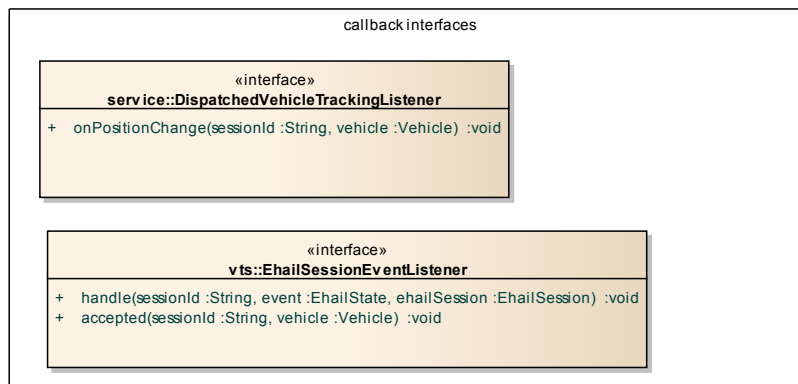 callback interfaces
«interface»
service::DispatchedVehicleTrackingListener
+ onPositionChange(sessionId :String, vehicle :Vehicle) :void
«interface»
vts::EhailSessionEventListener
+ handle(sessionId :String, event :EhailState, ehailSession :EhailSession) :void
+ accepted(sessionId :String, vehicle :Vehicle) :void